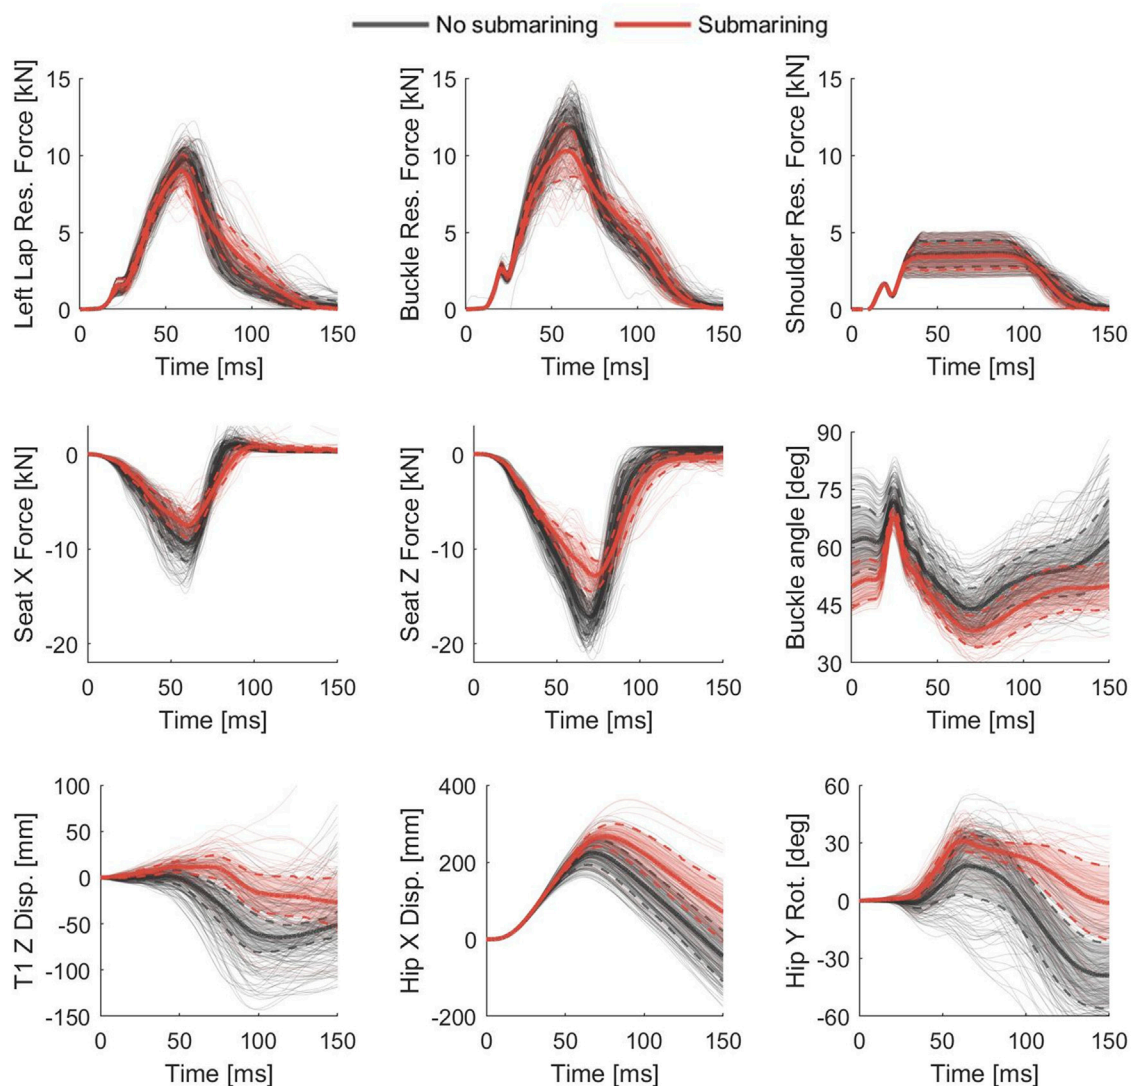 No submarining Submarining
Left Lap Res. Force [kN]
15
10
5
0
0 50 100 150
Time [ms]
Buckle Res. Force [kN]
15
10
5
0
0 50 100 150
Time [ms]
Shoulder Res. Force [kN]
15
10
5
0
0 50 100 150
Time [ms]
Seat X Force [kN]
0
-10
-20
0 50 100 150
Time [ms]
Seat Z Force [kN]
0
-10
-20
0 50 100 150
Time [ms]
Buckle angle [deg]
90
75
60
45
30
0 50 100 150
Time [ms]
T1 Z Disp. [mm]
100
50
0
-50
-100
-150
0 50 100 150
Time [ms]
Hip X Disp. [mm]
400
200
0
-200
0 50 100 150
Time [ms]
Hip Y Rot. [deg]
60
30
0
-30
-60
0 50 100 150
Time [ms]